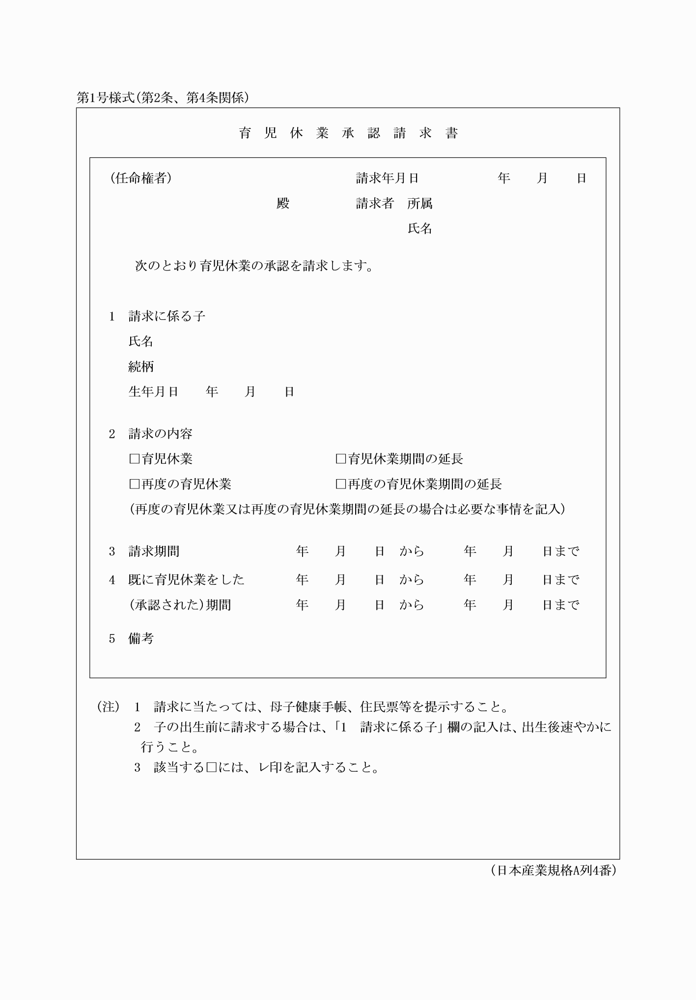 第1号様式(第2条、第4条関係)
育　児　休　業　承　認　請　求　書
(任命権者)　　　　　　　請求年月日　　　　　　年　　月　　日
殿　　　　　請求者　所属
氏名
次のとおり育児休業の承認を請求します。
1　請求に係る子
氏名
続柄
生年月日　　年　　月　　日
2　請求の内容
□育児休業　　　　　　　　　　　□育児休業期間の延長
□再度の育児休業　　　　　　　　□再度の育児休業期間の延長
(再度の育児休業又は再度の育児休業期間の延長の場合は必要な事情を記入)
3　請求期間　　　　　　　　　年　　月　　日　から　　　年　　月　　日まで
4　既に育児休業をした　　　　年　　月　　日　から　　　年　　月　　日まで
(承認された)期間　　　　　年　　月　　日　から　　　年　　月　　日まで
5　備考
(注)　1　請求に当たっては、母子健康手帳、住民票等を提示すること。
2　子の出生前に請求する場合は、「1　請求に係る子」欄の記入は、出生後速やかに
行うこと。
3　該当する□には、レ印を記入すること。
(日本産業規格A列4番)